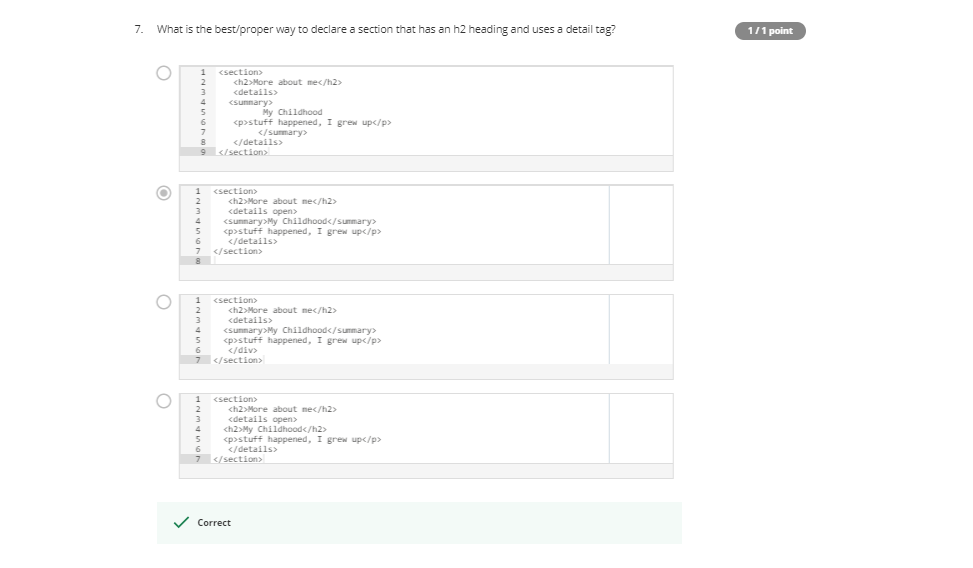 7. What is the best/proper way to declare a section that has an h2 heading and uses a detail tag?
1 / 1 point
1 <section>
2 <h2>More about me</h2>
3 <details>
4 <summary>
5 My Childhood
6 <p>stuff happened, I grew up</p>
7 </summary>
8 </details>
9 </section>
1 <section>
2 <h2>More about me</h2>
3 <details open>
4 <summary>My Childhood</summary>
5 <p>stuff happened, I grew up</p>
6 </details>
7 </section>
8
1 <section>
2 <h2>More about me</h2>
3 <details>
4 <summary>My Childhood</summary>
5 <p>stuff happened, I grew up</p>
6 </div>
7 </section>
1 <section>
2 <h2>More about me</h2>
3 <details open>
4 <h2>My Childhood</h2>
5 <p>stuff happened, I grew up</p>
6 </details>
7 </section>
Correct